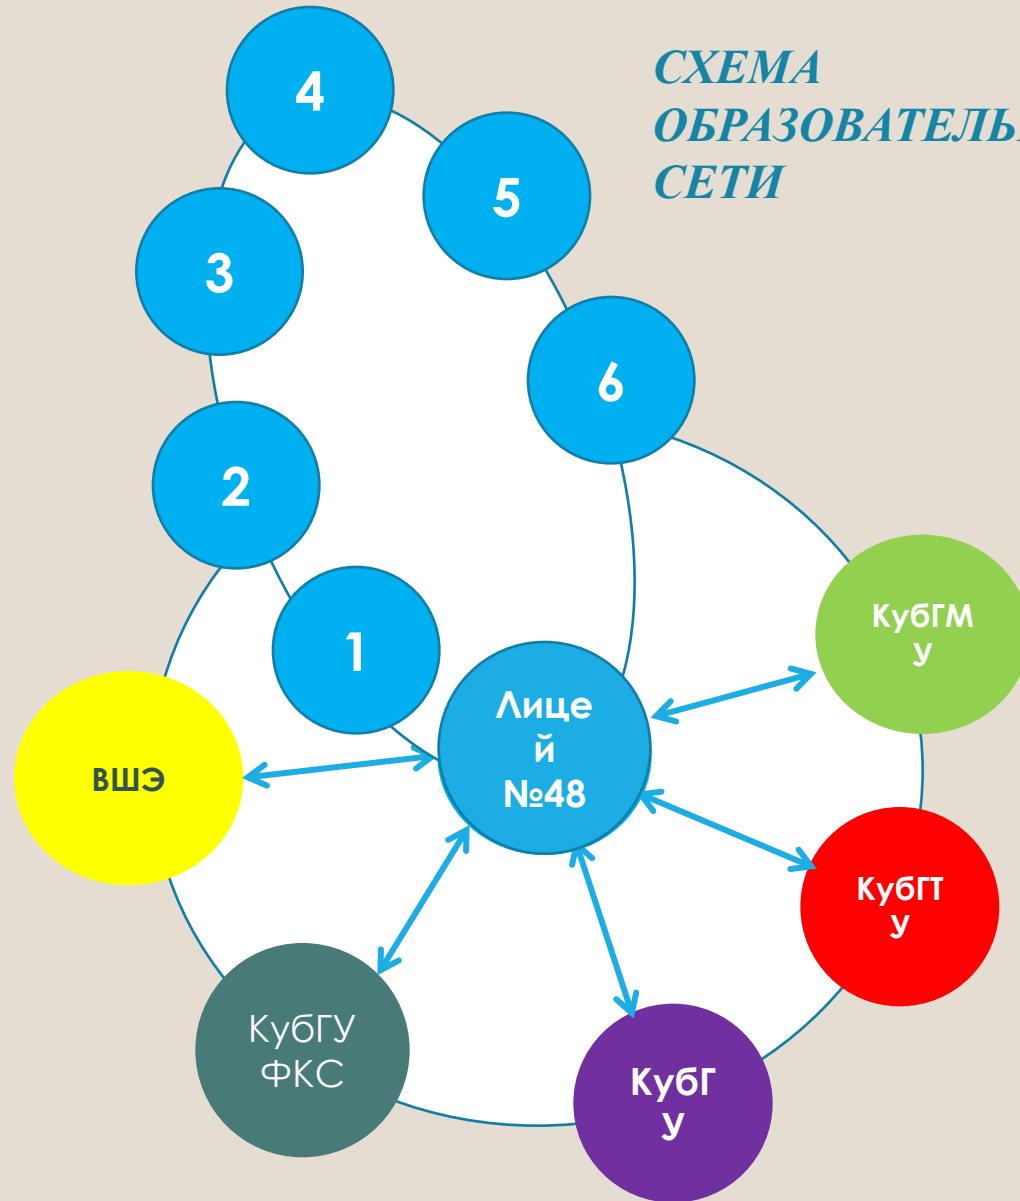 СХЕМА
ОБРАЗОВАТЕЛЬ
СЕТИ
4
5
3
6
2
1
КубГМ
У
Лице
й
№48
ВШЭ
КубГТ
У
КубГУ
ФКС
КубГ
У